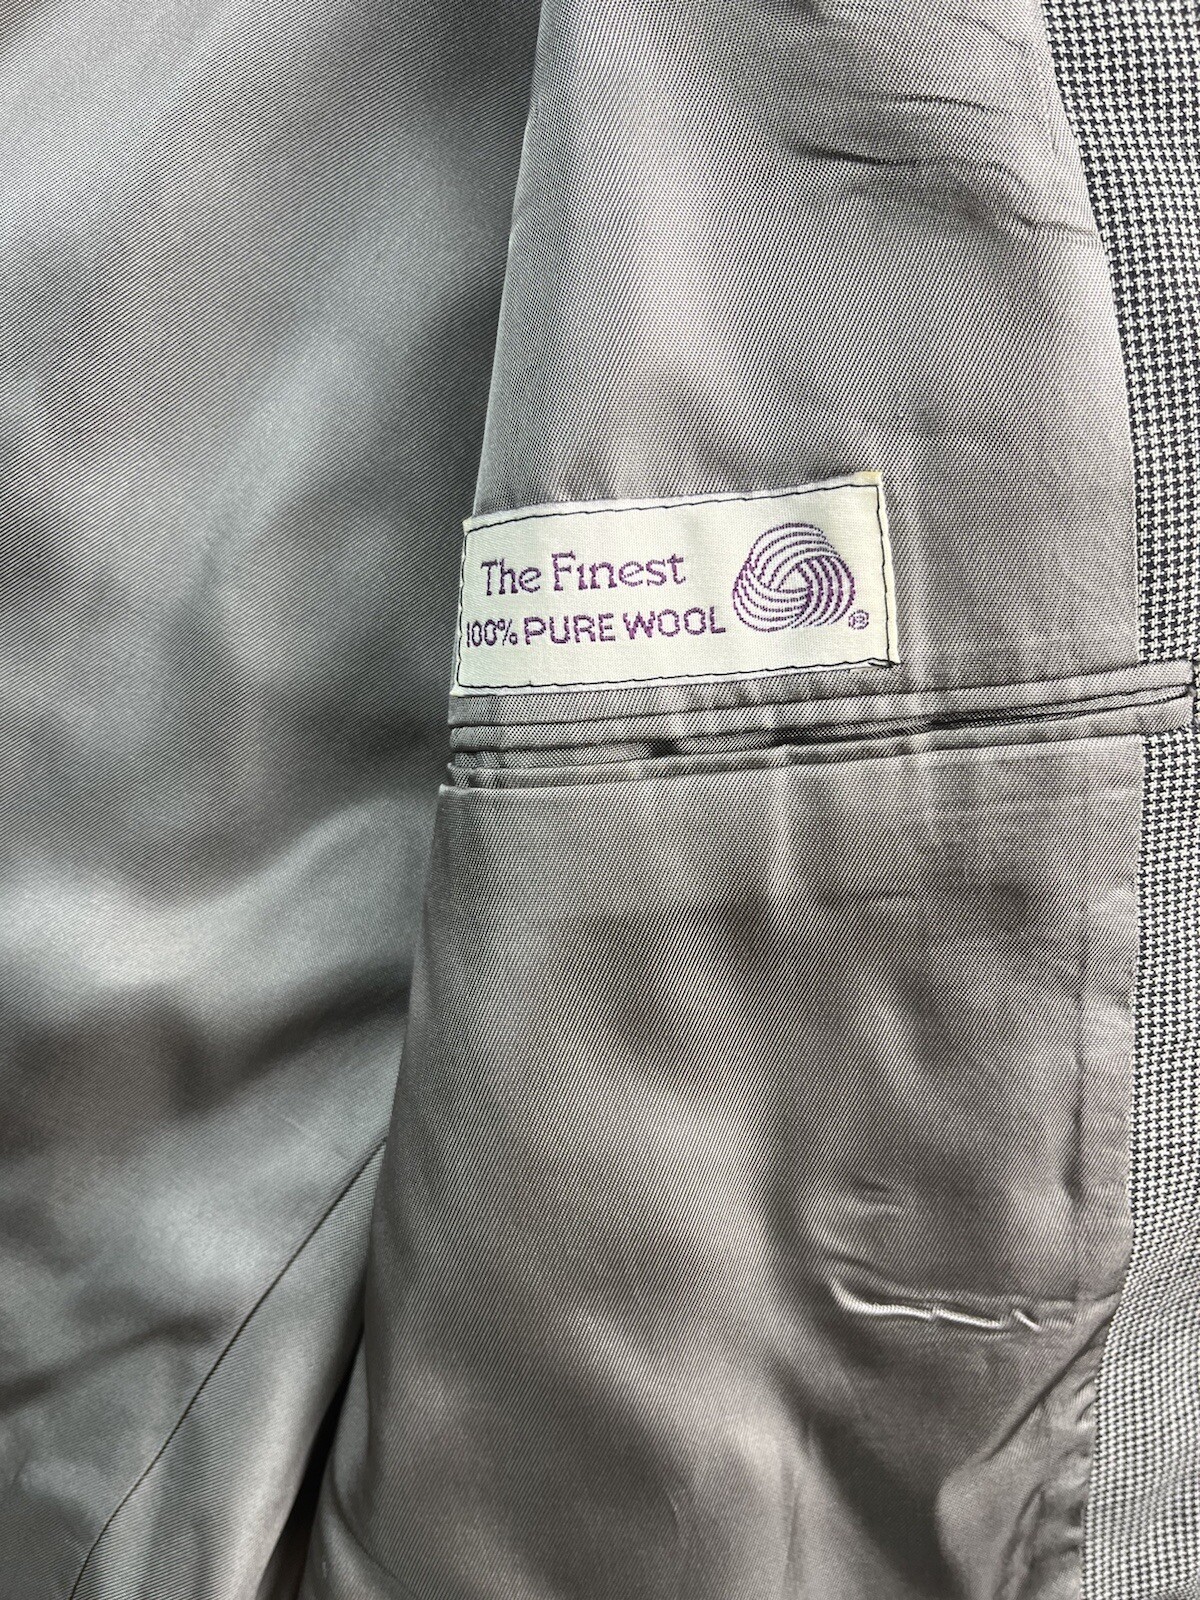 The Finest
100% PURE WOOL
®